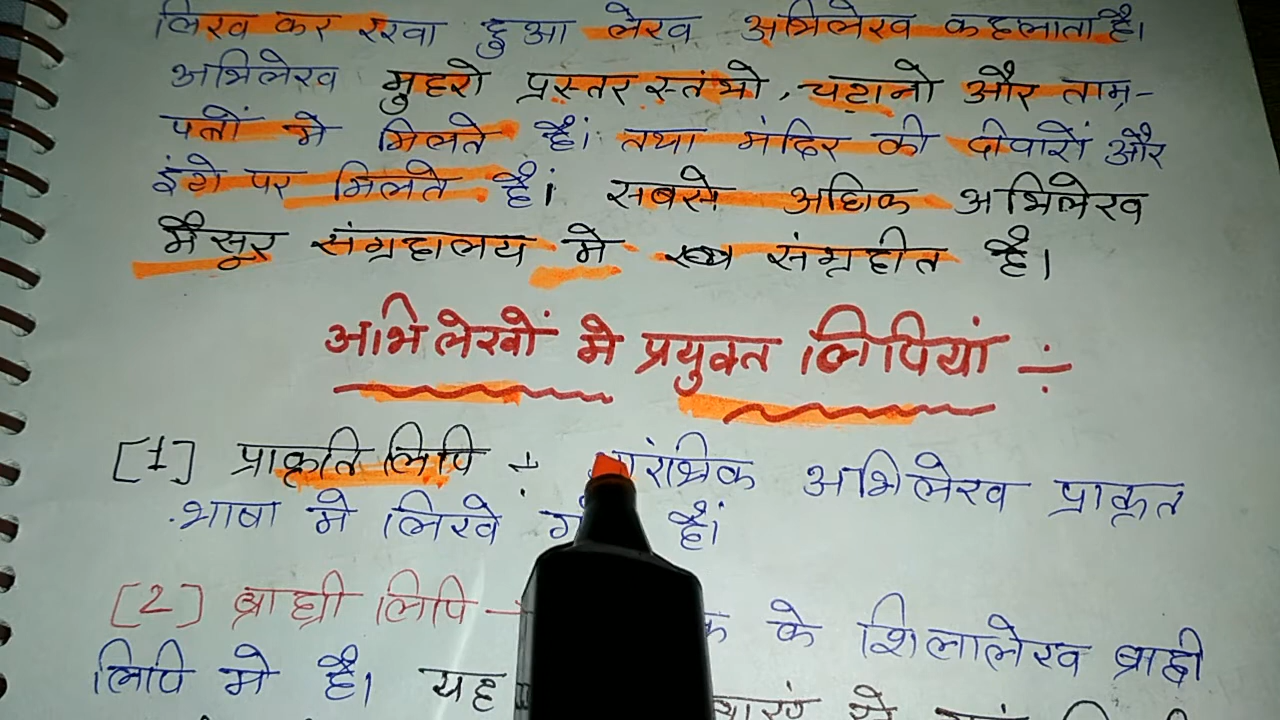 लिख कर रखा हुआ लेख अभिलेख कहलाता है।
अभिलेख मुहरो प्रस्तर स्तंभो, चट्टानो और ताम्र-
पत्तों मे मिलते हैं। तथा मंदिर की दीवारों और
इंटो पर मिलते हैं। सबसे अधिक अभिलेख
मैसूर संग्रहालय मे संग्रहीत है।
अभिलेखों मे प्रयुक्त लिपियां ÷
[1] प्राकृति लिपि ÷ अभिलेख प्राकृत
भाषा मे लिखे हैं।
[2] ब्राह्मी लिपि → के शिलालेख ब्राह्मी
लिपि मे है। यह